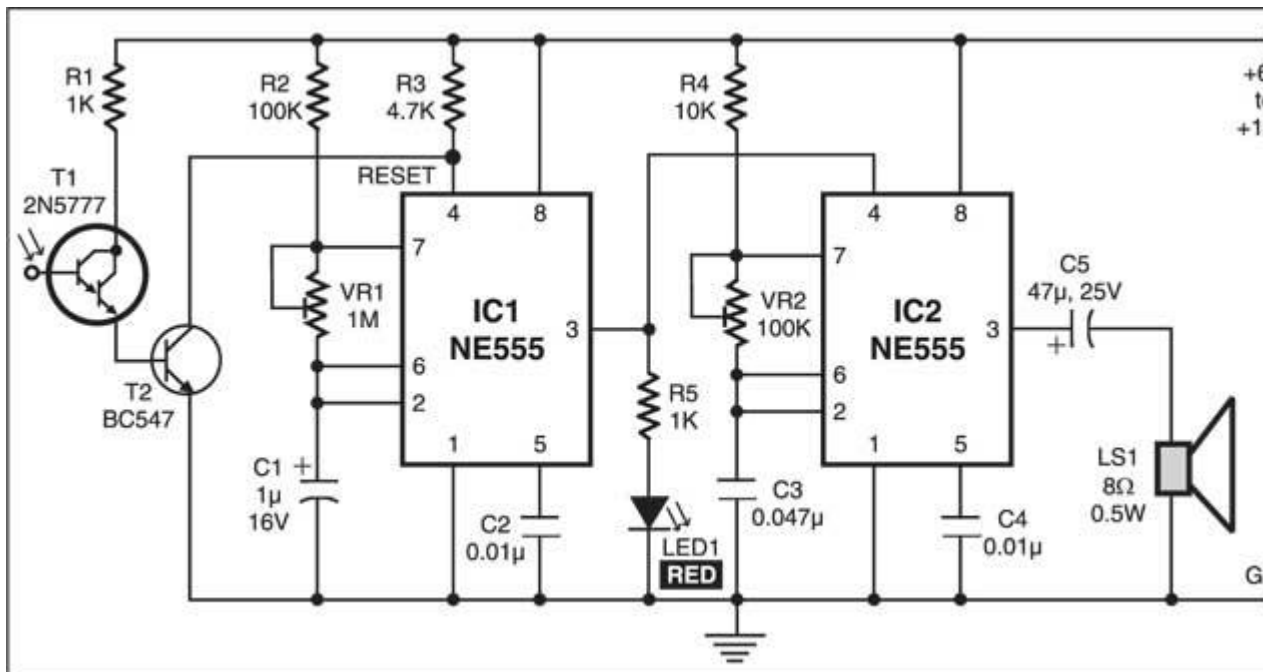 R1
1K
R2
100K
R3
4.7K
R4
10K
+6
to
+1
T1
2N5777
RESET
4
8
7
VR1
1M
IC1
NE555
3
6
2
1
5
T2
BC547
C1 +
1µ
16V
C2
0.01µ
R5
1K
LED1
RED
4
8
7
VR2
100K
IC2
NE555
3
6
2
1
5
C3
0.047µ
C4
0.01µ
C5
47µ, 25V
+
LS1
8Ω
0.5W
G